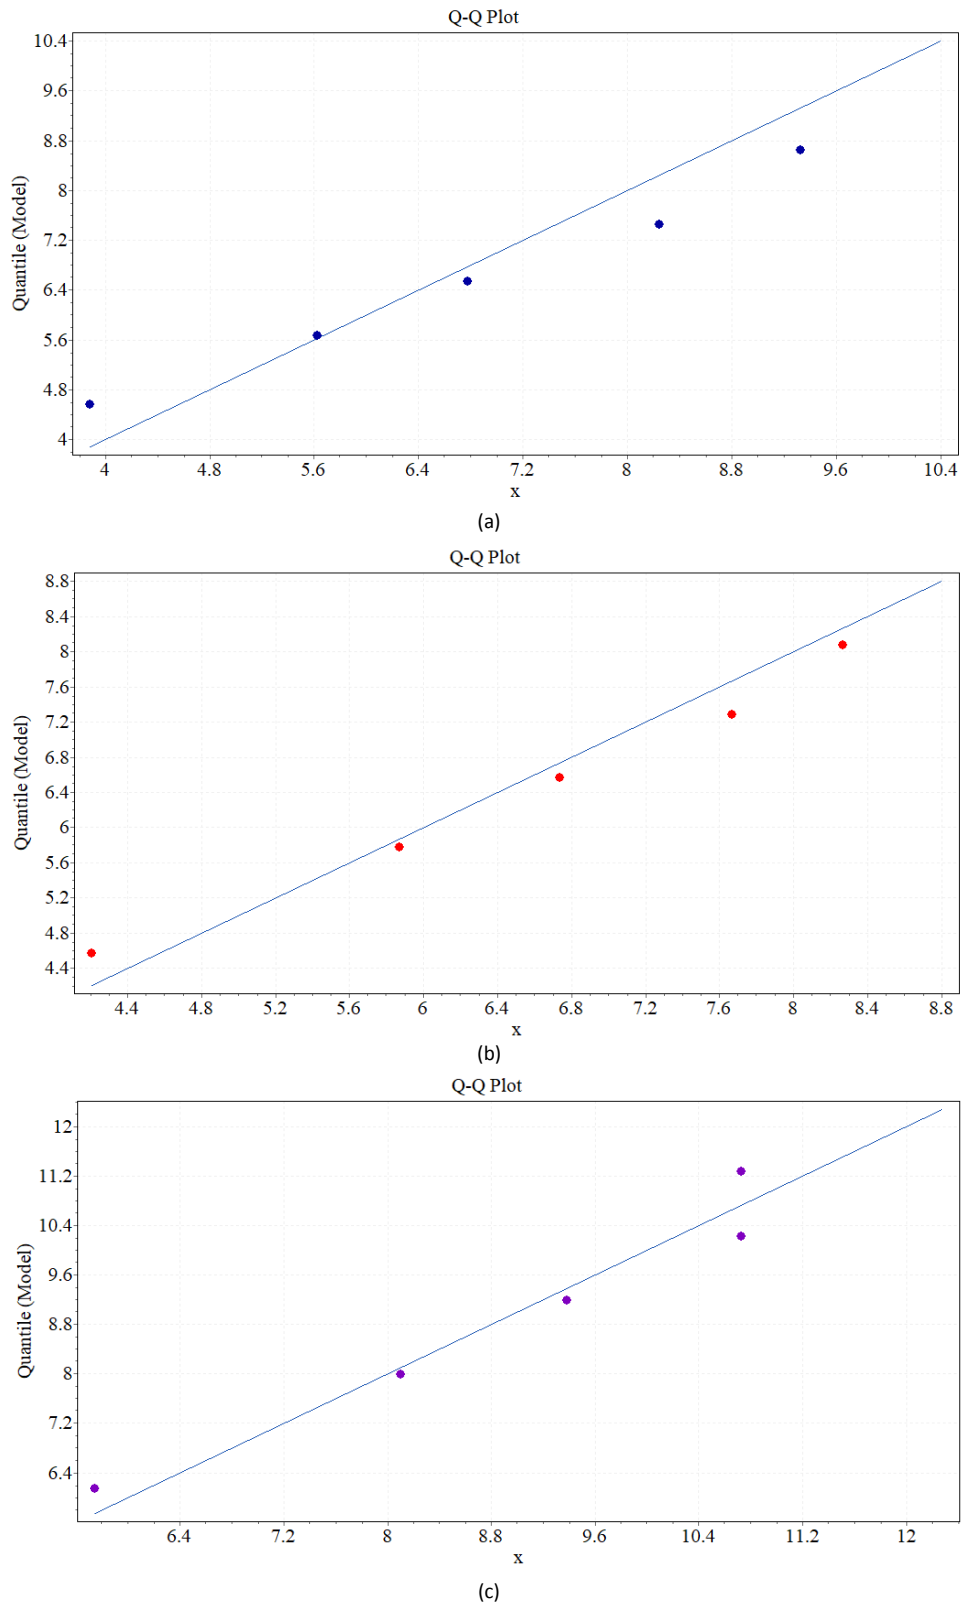 Q-Q Plot
10.4
9.6
8.8
8
7.2
6.4
5.6
4.8
4
Quantile (Model)
4 4.8 5.6 6.4 7.2 8 8.8 9.6 10.4
x
(a)
Q-Q Plot
8.8
8.4
8
7.6
7.2
6.8
6.4
6
5.6
5.2
4.8
4.4
Quantile (Model)
4.4 4.8 5.2 5.6 6 6.4 6.8 7.2 7.6 8 8.4 8.8
x
(b)
Q-Q Plot
12
11.2
10.4
9.6
8.8
8
7.2
6.4
Quantile (Model)
6.4 7.2 8 8.8 9.6 10.4 11.2 12
x
(c)